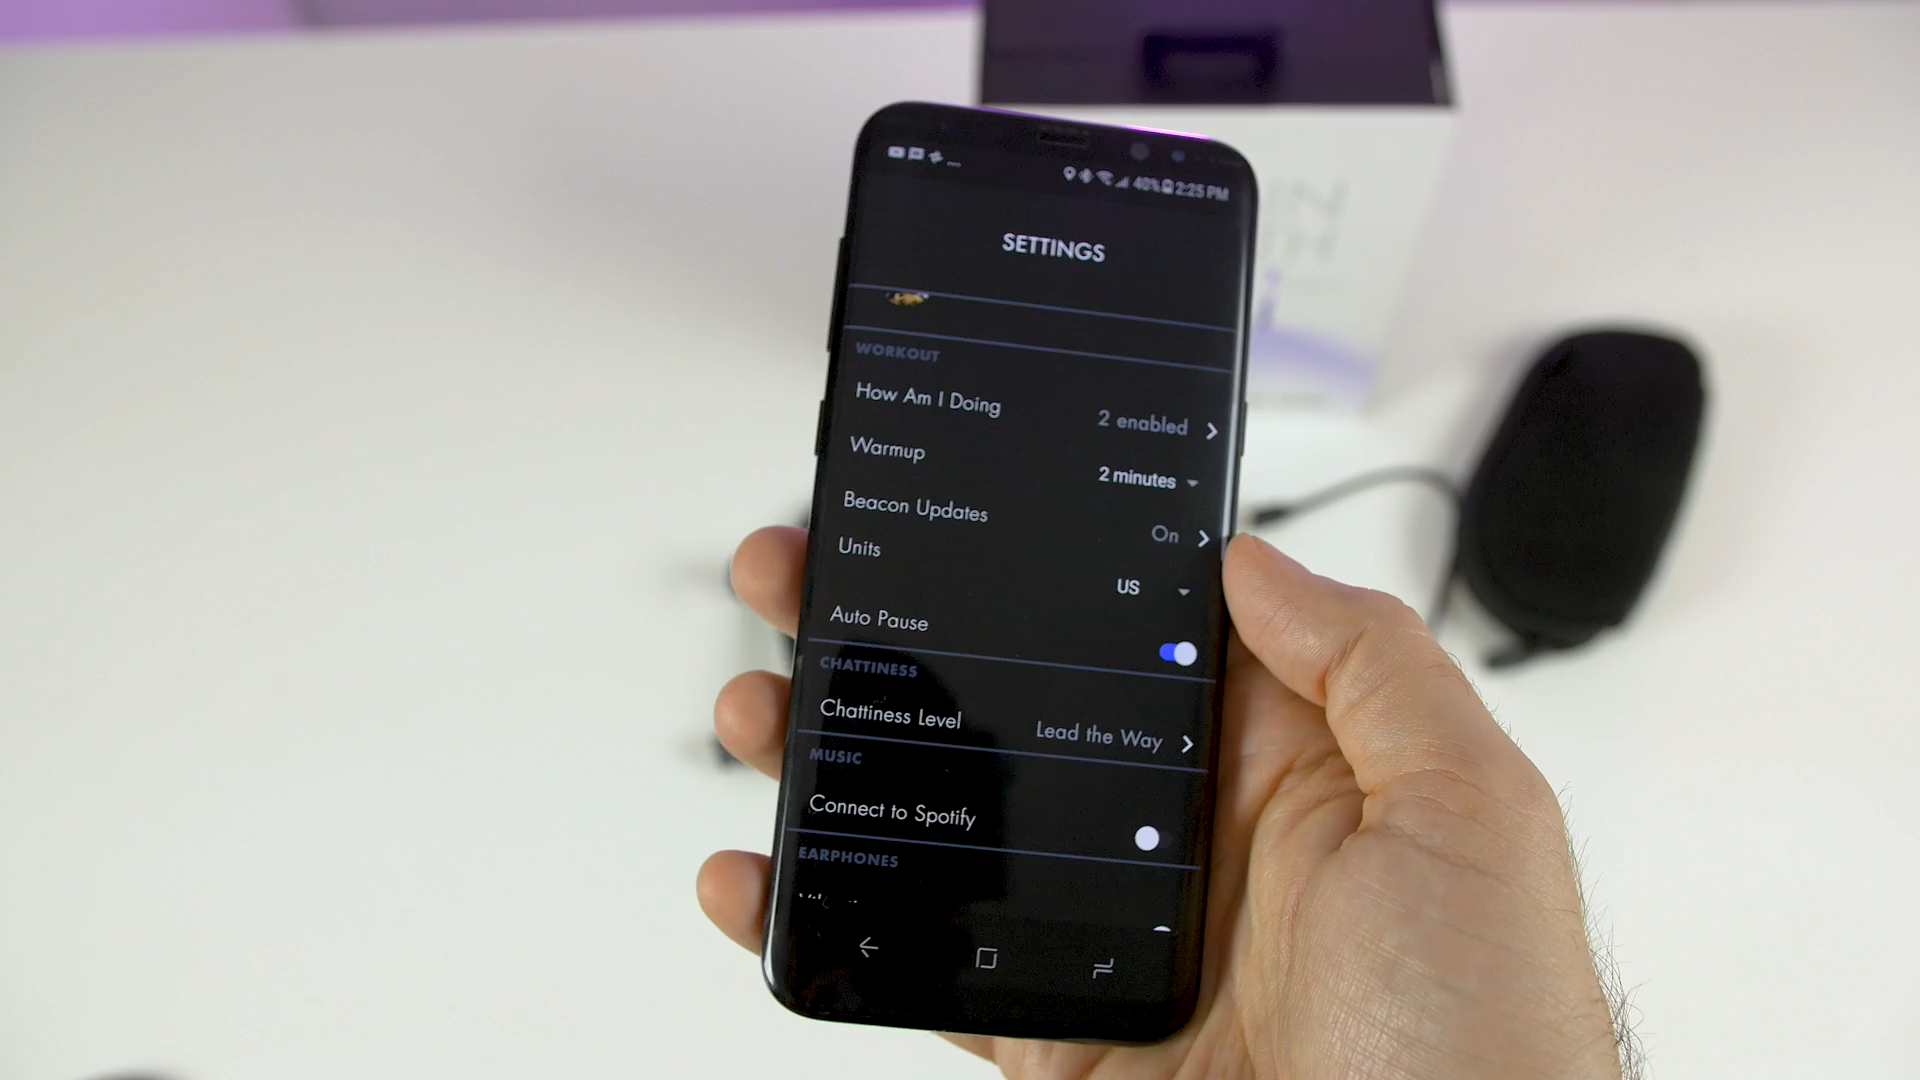 40% 2:25 PM
SETTINGS
WORKOUT
How Am I Doing 2 enabled
Warmup 2 minutes
Beacon Updates On
Units US
Auto Pause
CHATTINESS
Chattiness Level Lead the Way
MUSIC
Connect to Spotify
EARPHONES